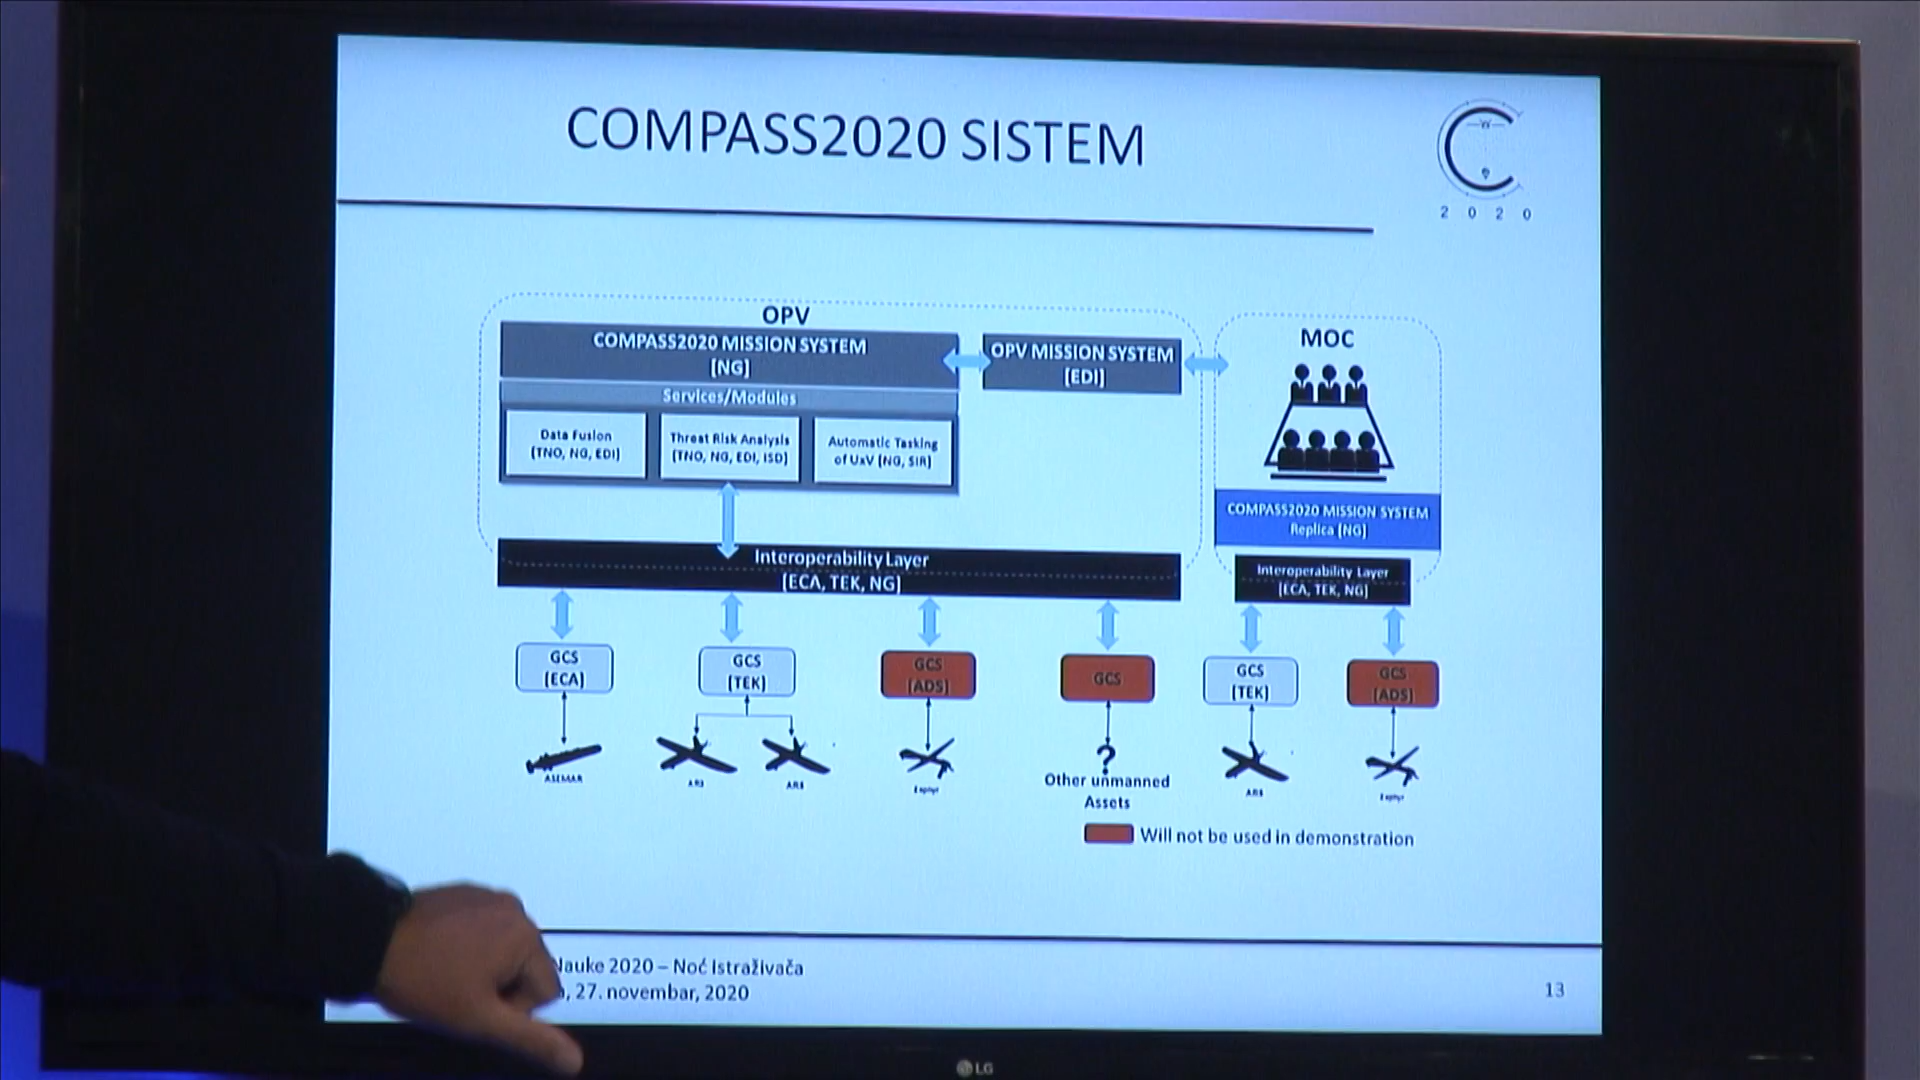 COMPASS2020 SISTEM
2 0 2 0
OPV
COMPASS2020 MISSION SYSTEM
[NG]
Services/Modules
Data Fusion
[TNO, NG, EDI]
Threat Risk Analysis
[TNO, NG, EDI, ISD]
Automatic Tasking
of UxV [NG, SIR]
OPV MISSION SYSTEM
[EDI]
MOC
COMPASS2020 MISSION SYSTEM
Replica [NG]
Interoperability Layer
[ECA, TEK, NG]
Interoperability Layer
[ECA, TEK, NG]
GCS
[ECA]
GCS
[TEK]
GCS
[ADS]
GCS
GCS
[TEK]
GCS
[ADS]
ASEMAR
?
Other unmanned
Assets
Will not be used in demonstration
Nauke 2020 – Noć Istraživača
, 27. novembar, 2020
13
LG